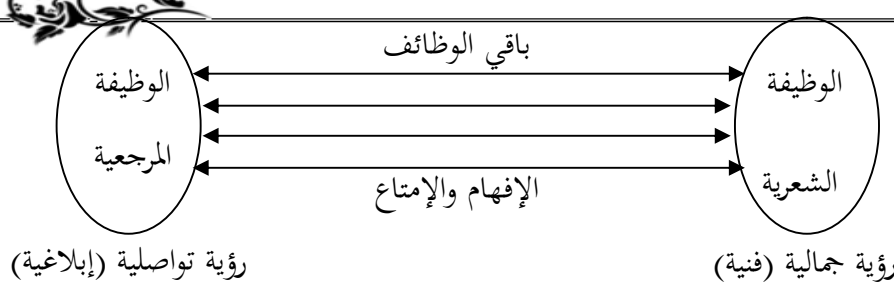 باقي الوظائف
الوظيفة
الوظيفة
الشعرية
المرجعية
الإفهام والإمتاع
رؤية جمالية (فنية)
رؤية تواصلية (إبلاغية)